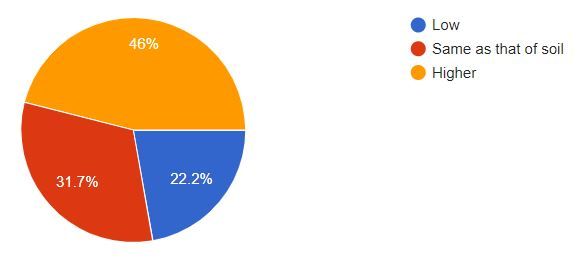 46%
31.7%
22.2%
Low
Same as that of soil
Higher